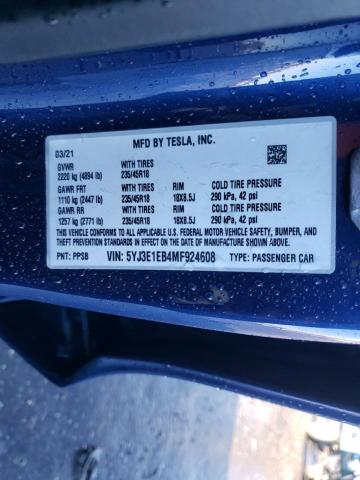 MFD BY TESLA, INC.
03/21
GVWR WITH TIRES
2220 kg (4894 lb) 235/45R18
GAWR FRT WITH TIRES RIM COLD TIRE PRESSURE
1110 kg (2447 lb) 235/45R18 18X8.5J 290 kPa, 42 psi
GAWR RR WITH TIRES RIM COLD TIRE PRESSURE
1257 kg (2771 lb) 235/45R18 18X8.5J 290 kPa, 42 psi
THIS VEHICLE CONFORMS TO ALL APPLICABLE U.S. FEDERAL MOTOR VEHICLE SAFETY, BUMPER, AND
THEFT PREVENTION STANDARDS IN EFFECT ON THE DATE OF MANUFACTURE SHOWN ABOVE.
PNT: PPSB VIN: 5YJ3E1EB4MF924608 TYPE: PASSENGER CAR